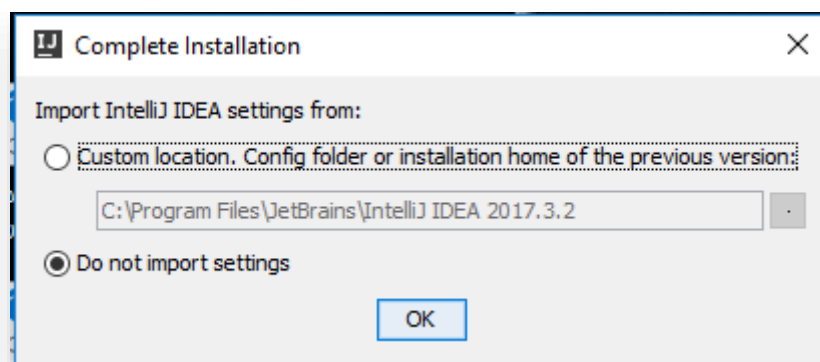 IJ Complete Installation
Import IntelliJ IDEA settings from:
Custom location. Config folder or installation home of the previous version:
C:\Program Files\JetBrains\IntelliJ IDEA 2017.3.2
.
Do not import settings
OK